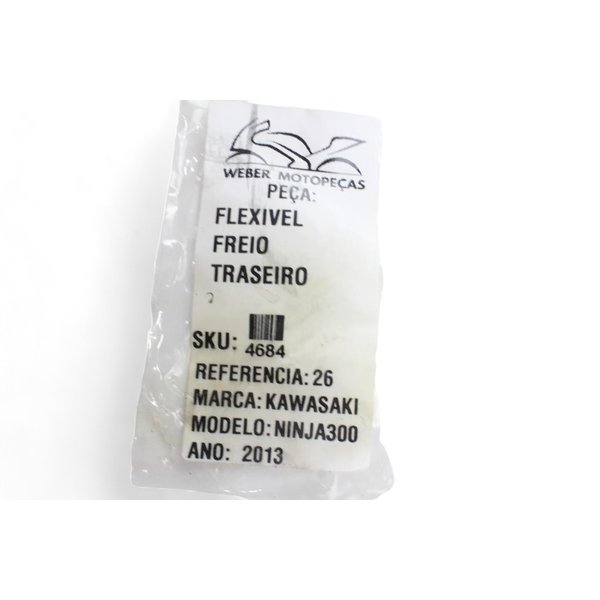 WEBER MOTOPEÇAS
PEÇA:
FLEXIVEL
FREIO
TRASEIRO
SKU: 4684
REFERENCIA: 26
MARCA: KAWASAKI
MODELO: NINJA300
ANO: 2013